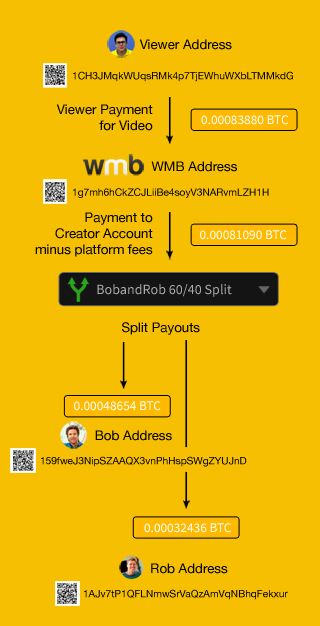 Viewer Address
1CH3JMqkWUqsRMk4p7TjEWhuWXbLTMMkdG
Viewer Payment
for Video
0.00083880 BTC
wmb WMB Address
1g7mh6hCkZCJLiiBe4soyV3NARvmLZH1H
Payment to
Creator Account
minus platform fees
0.00081090 BTC
BobandRob 60/40 Split
Split Payouts
0.00048654 BTC
Bob Address
159fweJ3NipSZAAQX3vnPhHspSWgZYUJnD
0.00032436 BTC
Rob Address
1AJv7tP1QFLNmwSrVaQzAmVqNBhqFekxur